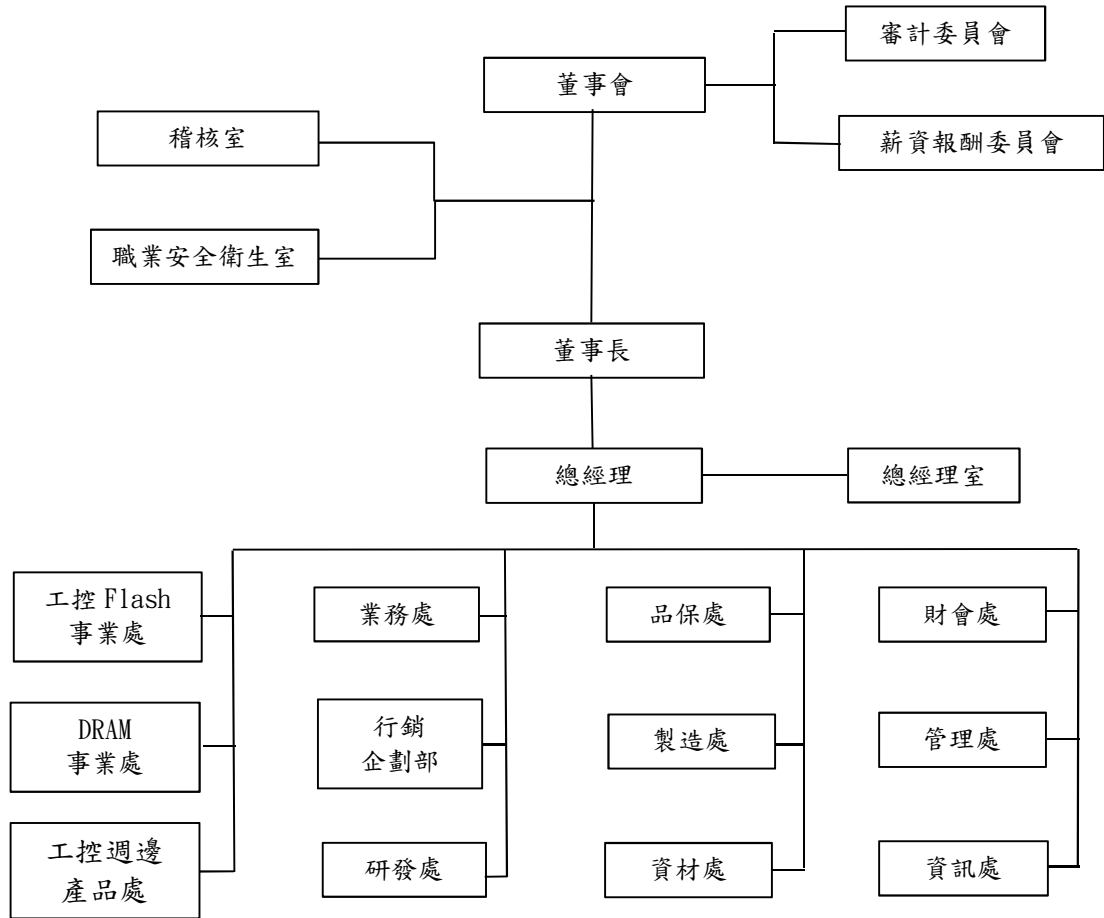 審計委員會
董事會
稽核室
薪資報酬委員會
職業安全衛生室
董事長
總經理
總經理室
工控 Flash
事業處
業務處
品保處
財會處
DRAM
事業處
行銷
企劃部
製造處
管理處
工控週邊
產品處
研發處
資材處
資訊處